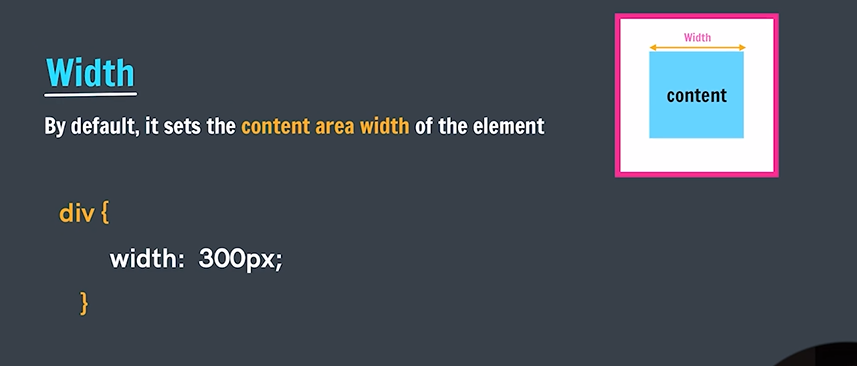 Width
Width
content
By default, it sets the content area width of the element
div {
width: 300px;
}